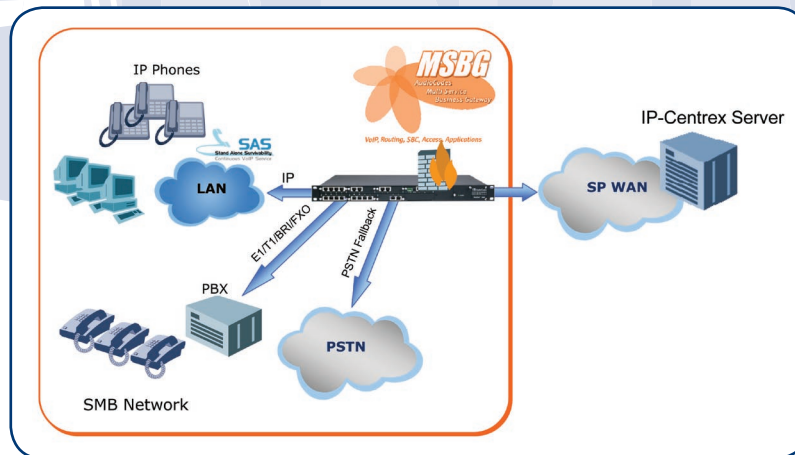 IP Phones
MSBG
AudioCodes
Multi-Service
Business Gateway
VoIP, Routing, SBC, Access, Applications
IP-Centrex Server
SAS
Stand Alone Survivability
Continuous VoIP Service
LAN
IP
SP WAN
E1/T1/BRI/FXO
PSTN Fallback
PBX
PSTN
SMB Network